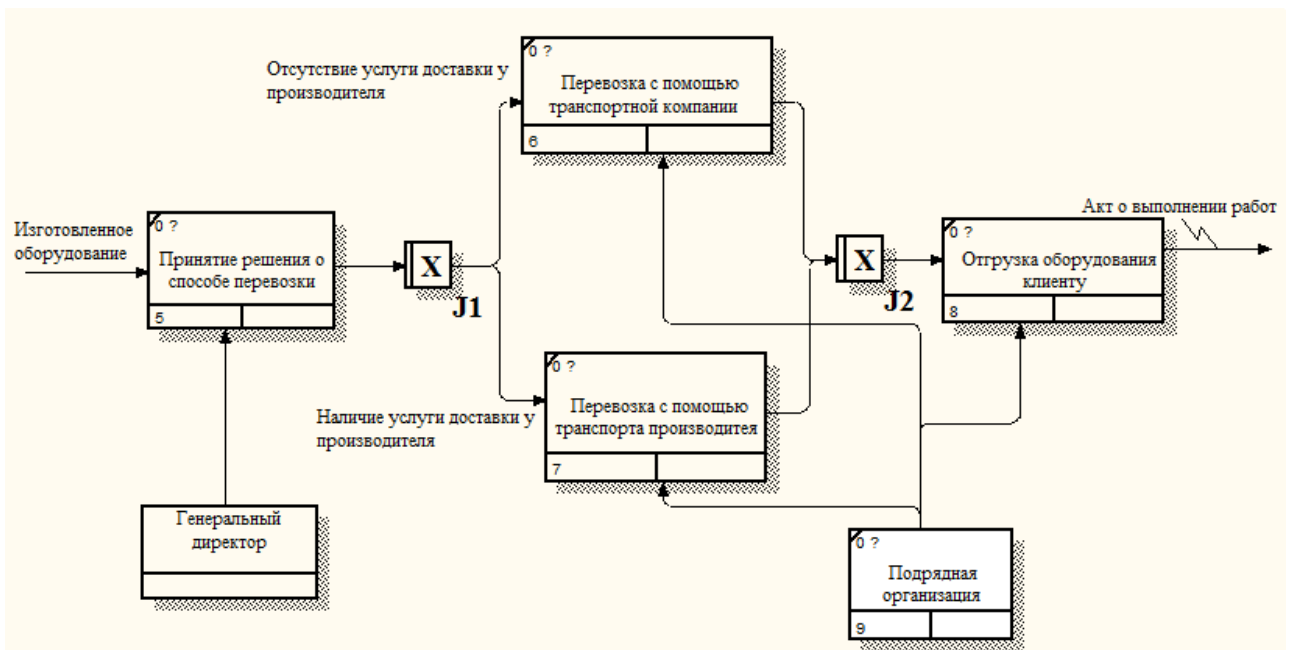 0 ?
Перевозка с помощью
транспортной компании
6
Отсутствие услуги доставки у
производителя
Изготовленное
оборудование
0 ?
Принятие решения о
способе перевозки
5
X
J1
X
J2
Акт о выполнении работ
0 ?
Отгрузка оборудования
клиенту
8
0 ?
Перевозка с помощью
транспорта производитея
7
Наличие услуги доставки у
производителя
Генеральный
директор
0 ?
Подрядная
организация
9